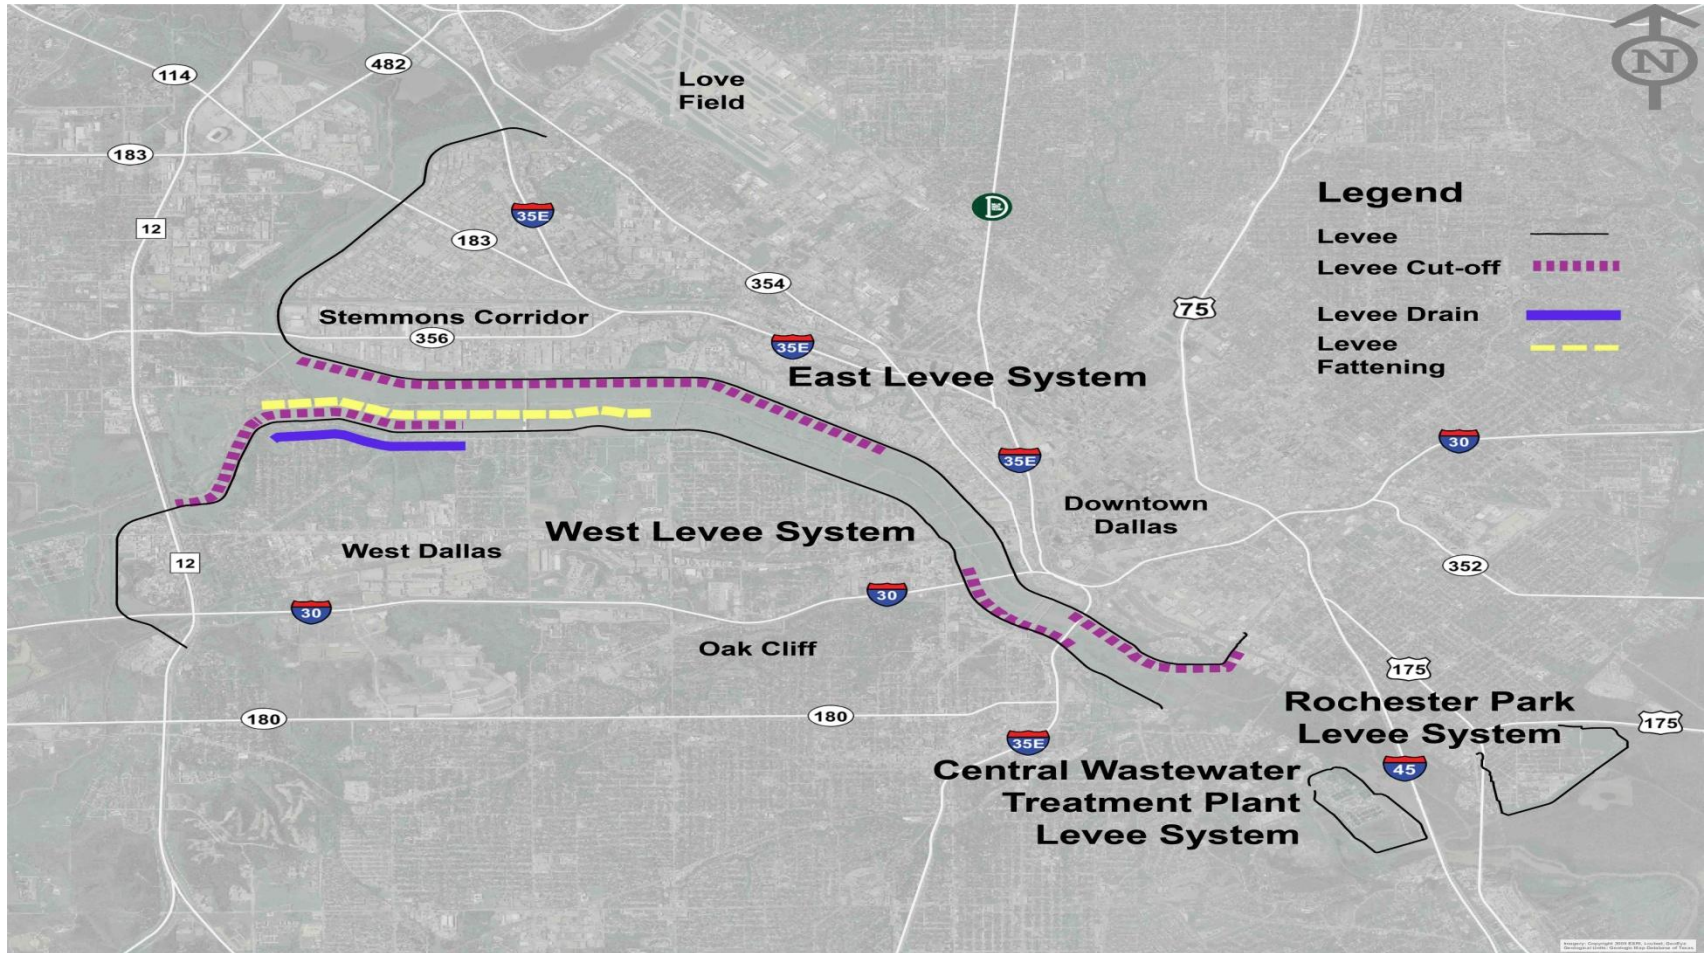 N
114
482
Love
Field
183
12
35E
183
354
75
Legend
Levee
Levee Cut-off
Levee Drain
Levee
Fattening
Stemmons Corridor
356
35E
East Levee System
30
35E
Downtown
Dallas
West Levee System
West Dallas
12
30
30
352
Oak Cliff
175
180
180
Rochester Park
Levee System
175
35E
45
Central Wastewater
Treatment Plant
Levee System